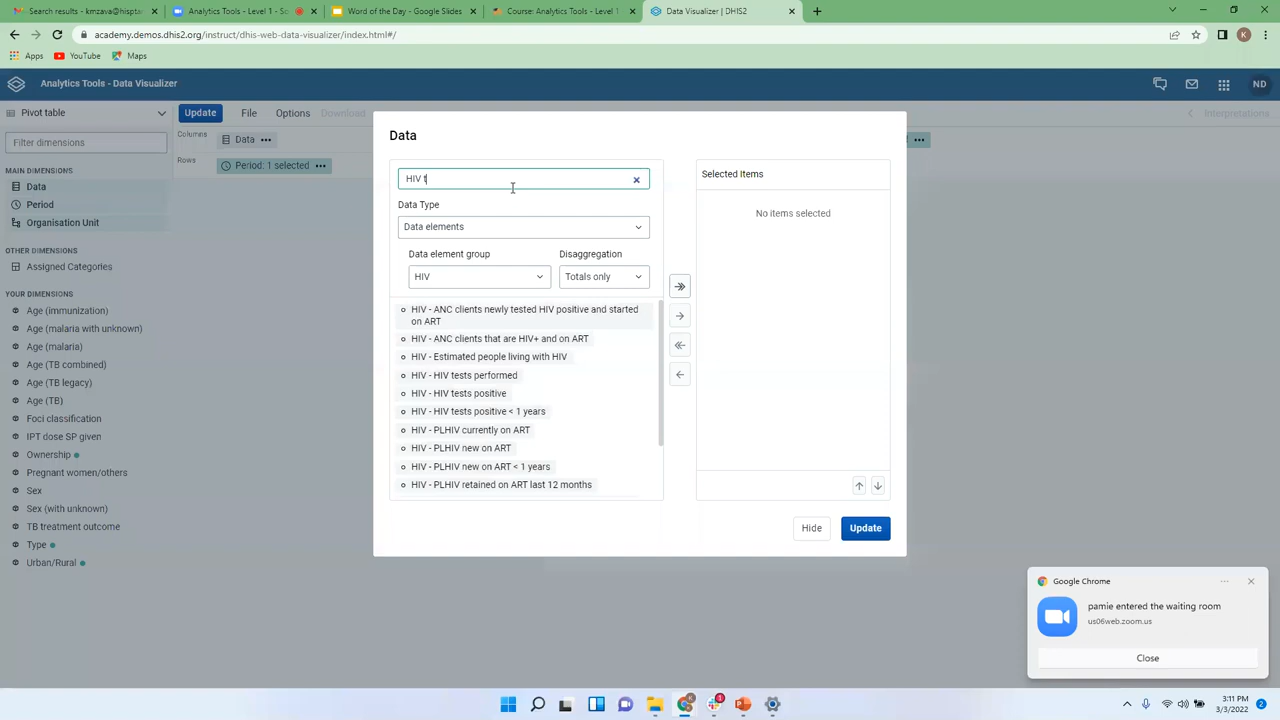 Search results - kmzava@hispta
Analytics Tools - Level 1
Word of the Day - Google Slides
Course: Analytics Tools - Level 1
Data Visualizer | DHIS2
academy.demos.dhis2.org/instruct/dhis-web-data-visualizer/index.html#/
K
Apps
YouTube
Maps
Analytics Tools - Data Visualizer
ND
Pivot table
Update
File
Options
Download
Interpretations
Filter dimensions
Columns
Data
Rows
Period: 1 selected
MAIN DIMENSIONS
Data
Period
Organisation Unit
OTHER DIMENSIONS
Assigned Categories
YOUR DIMENSIONS
Age (immunization)
Age (malaria with unknown)
Age (malaria)
Age (TB combined)
Age (TB legacy)
Age (TB)
Foci classification
IPT dose SP given
Ownership
Pregnant women/others
Sex
Sex (with unknown)
TB treatment outcome
Type
Urban/Rural
Data
HIV t
Data Type
Data elements
Data element group
Disaggregation
HIV
Totals only
HIV - ANC clients newly tested HIV positive and started
on ART
HIV - ANC clients that are HIV+ and on ART
HIV - Estimated people living with HIV
HIV - HIV tests performed
HIV - HIV tests positive
HIV - HIV tests positive < 1 years
HIV - PLHIV currently on ART
HIV - PLHIV new on ART
HIV - PLHIV new on ART < 1 years
HIV - PLHIV retained on ART last 12 months
Selected Items
No items selected
Hide
Update
Google Chrome
pamie entered the waiting room
us06web.zoom.us
Close
3:11 PM
3/3/2022
2